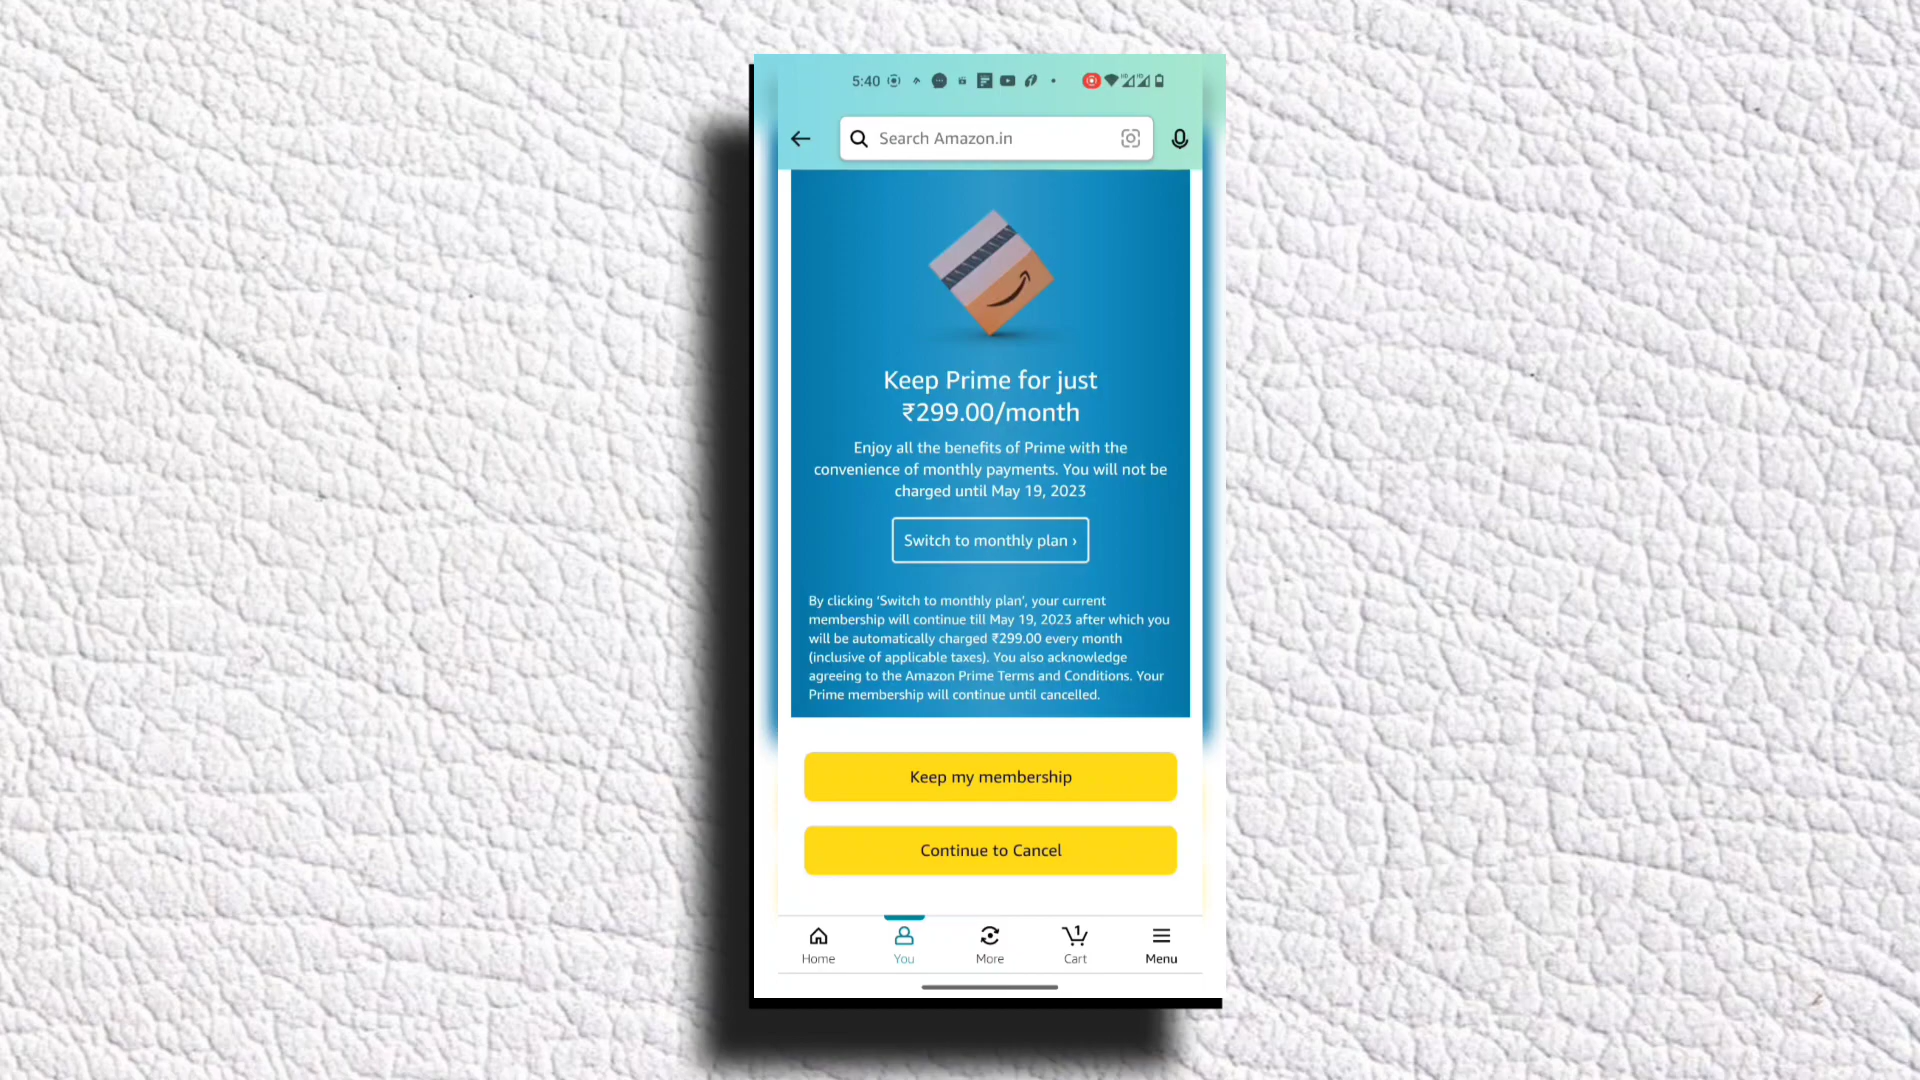 5:40
Search Amazon.in
Keep Prime for just
₹299.00/month
Enjoy all the benefits of Prime with the
convenience of monthly payments. You will not be
charged until May 19, 2023
Switch to monthly plan ›
By clicking 'Switch to monthly plan', your current
membership will continue till May 19, 2023 after which you
will be automatically charged ₹299.00 every month
(inclusive of applicable taxes). You also acknowledge
agreeing to the Amazon Prime Terms and Conditions. Your
Prime membership will continue until cancelled.
Keep my membership
Continue to Cancel
1
Home You More Cart Menu